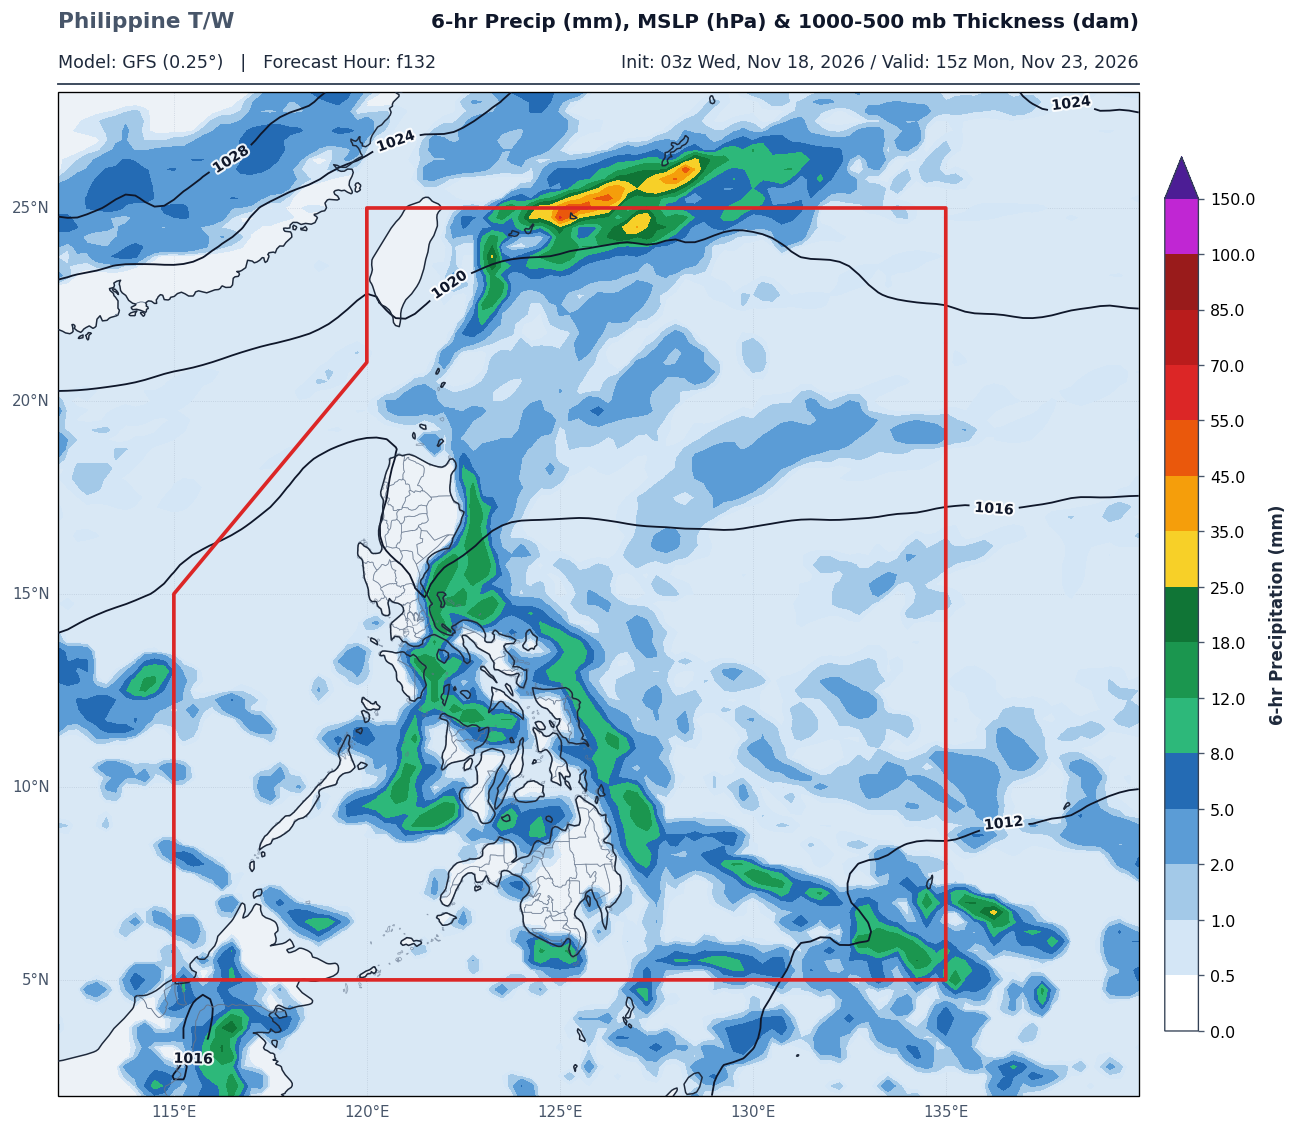 Philippine T/W
6-hr Precip (mm), MSLP (hPa) & 1000-500 mb Thickness (dam)
Model: GFS (0.25°) | Forecast Hour: f132
Init: 03z Wed, Nov 18, 2026 / Valid: 15z Mon, Nov 23, 2026
1024
1024
1028
1020
1016
1012
1016
25°N
20°N
15°N
10°N
5°N
115°E
120°E
125°E
130°E
135°E
150.0
100.0
85.0
70.0
55.0
45.0
35.0
25.0
18.0
12.0
8.0
5.0
2.0
1.0
0.5
0.0
6-hr Precipitation (mm)